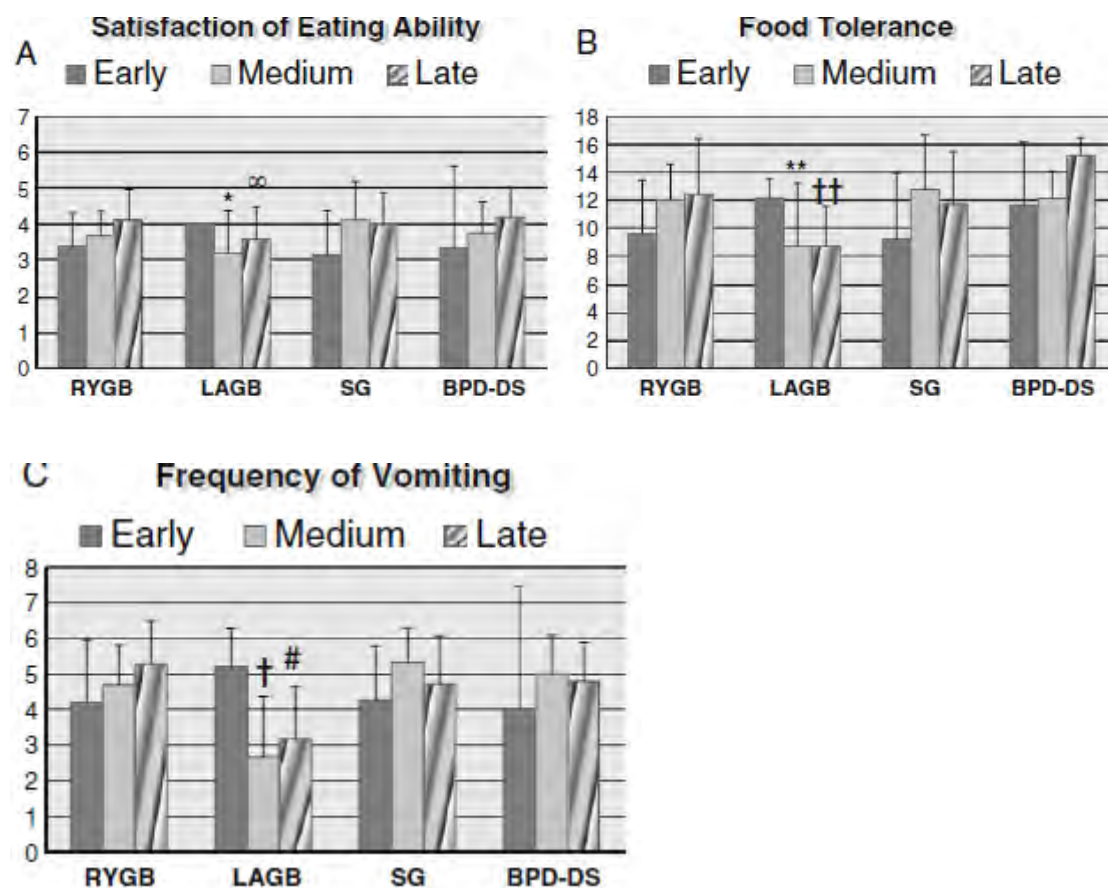 Satisfaction of Eating Ability
A
Early Medium Late
7
6
5
4
3
2
1
0
* ∞
RYGB LAGB SG BPD-DS
Food Tolerance
B
Early Medium Late
18
16
14
12
10
8
6
4
2
0
** ††
RYGB LAGB SG BPD-DS
C Frequency of Vomiting
Early Medium Late
8
7
6
5
4
3
2
1
0
† #
RYGB LAGB SG BPD-DS